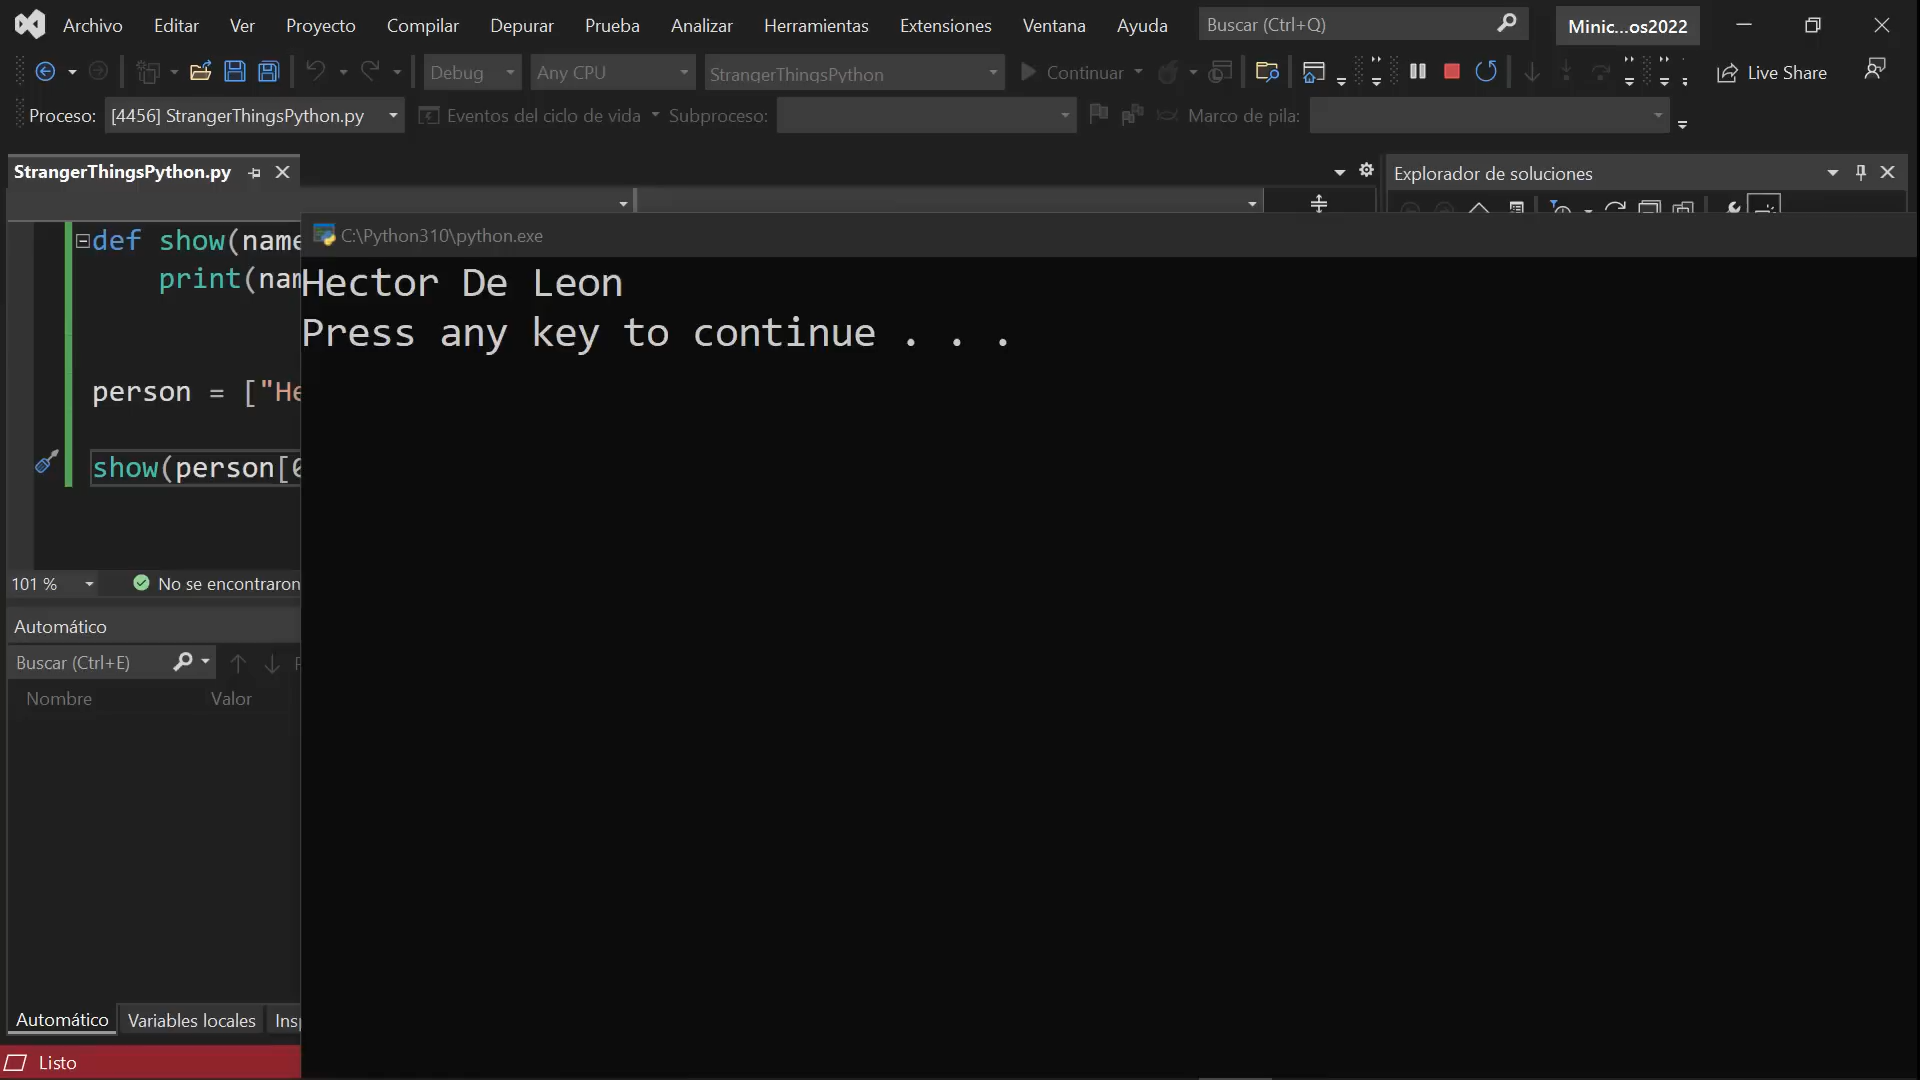 Archivo Editar Ver Proyecto Compilar Depurar Prueba Analizar Herramientas Extensiones Ventana Ayuda Buscar (Ctrl+Q) Minic...os2022
Debug Any CPU StrangerThingsPython Continuar Live Share
Proceso: [4456] StrangerThingsPython.py Eventos del ciclo de vida Subproceso: Marco de pila:
StrangerThingsPython.py Explorador de soluciones
def show(name
print(nam
person = ["He
show(person[0
C:\Python310\python.exe
Hector De Leon
Press any key to continue . . .
101 % No se encontraron
Automático
Buscar (Ctrl+E)
Nombre Valor
Automático Variables locales Insp
Listo